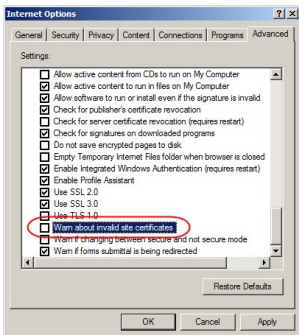 Internet Options
General Security Privacy Content Connections Programs Advanced
Settings:
Allow active content from CDs to run on My Computer
Allow active content to run in files on My Computer
Allow software to run or install even if the signature is invalid
Check for publisher's certificate revocation
Check for server certificate revocation (requires restart)
Check for signatures on downloaded programs
Do not save encrypted pages to disk
Empty Temporary Internet Files folder when browser is closed
Enable Integrated Windows Authentication (requires restart)
Enable Profile Assistant
Use SSL 2.0
Use SSL 3.0
Use TLS 1.0
Warn about invalid site certificates
Warn if changing between secure and not secure mode
Warn if forms submittal is being redirected
Restore Defaults
OK Cancel Apply